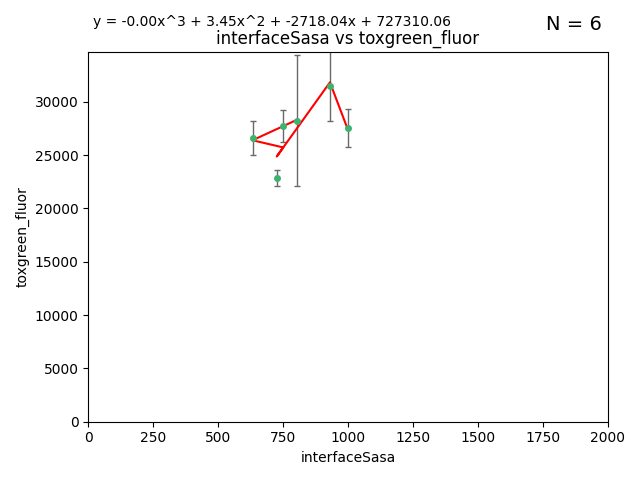 y = -0.00x^3 + 3.45x^2 + -2718.04x + 727310.06
N = 6
interfaceSasa vs toxgreen_fluor
30000
25000
20000
15000
10000
5000
0
toxgreen_fluor
0 250 500 750 1000 1250 1500 1750 2000
interfaceSasa